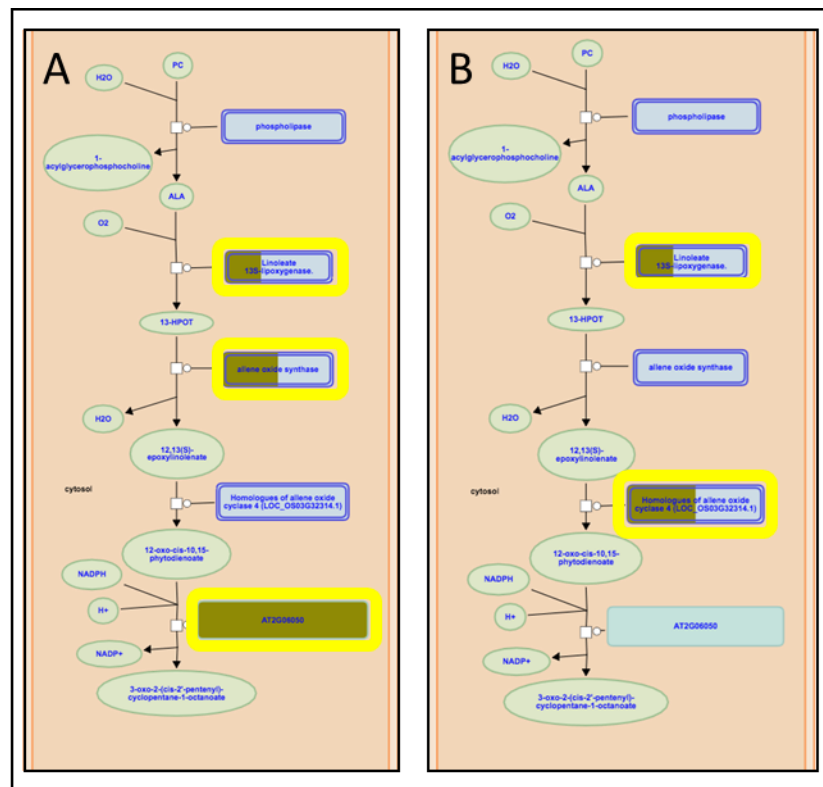 A
PC
H2O
phospholipase
1-
acylglycerophosphocholine
ALA
O2
Linoleate
13S-lipoxygenase.
13-HPOT
allene oxide synthase
H2O
12,13(S)-
epoxylinolenate
cytosol
Homologues of allene oxide
cyclase 4 (LOC_OS03G32314.1)
12-oxo-cis-10,15-
phytodienoate
NADPH
H+
AT2G06050
NADP+
3-oxo-2-(cis-2'-pentenyl)-
cyclopentane-1-octanoate
B
PC
H2O
phospholipase
1-
acylglycerophosphocholine
ALA
O2
Linoleate
13S-lipoxygenase.
13-HPOT
allene oxide synthase
H2O
12,13(S)-
epoxylinolenate
cytosol
Homologues of allene oxide
cyclase 4 (LOC_OS03G32314.1)
12-oxo-cis-10,15-
phytodienoate
NADPH
H+
AT2G06050
NADP+
3-oxo-2-(cis-2'-pentenyl)-
cyclopentane-1-octanoate